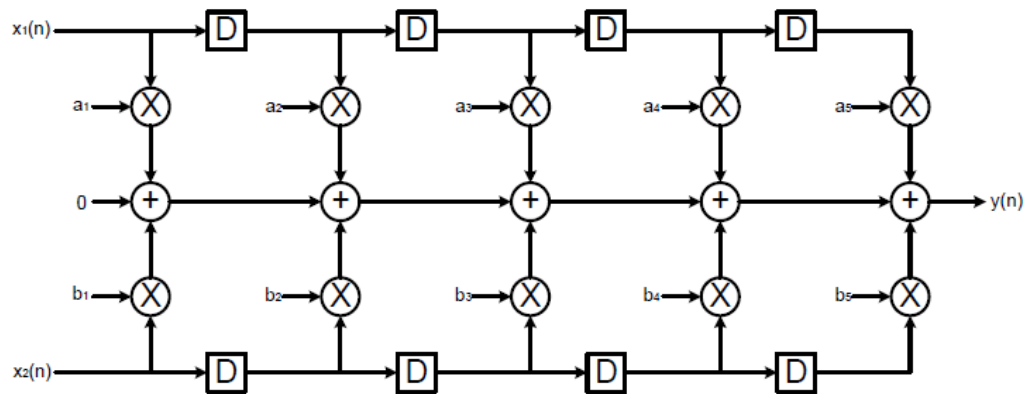 x₁(n) D D D D
a₁ X a₂ X a₃ X a₄ X a₅ X
0 + + + + + y(n)
b₁ X b₂ X b₃ X b₄ X b₅ X
x₂(n) D D D D